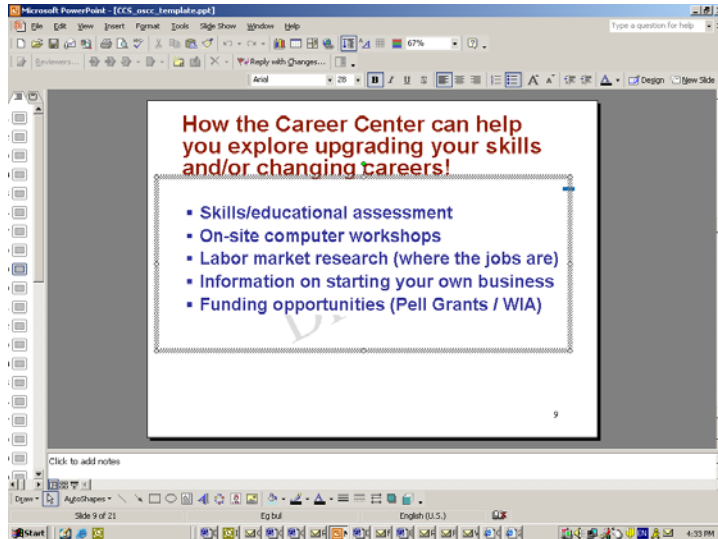 Microsoft PowerPoint - [CCS_oscc_template.ppt]
File Edit View Insert Format Tools Slide Show Window Help
Type a question for help
67%
Reviewers... Reply with Changes...
Arial 28 B I U S A A A Design New Slide
How the Career Center can help
you explore upgrading your skills
and/or changing careers!
▪ Skills/educational assessment
▪ On-site computer workshops
▪ Labor market research (where the jobs are)
▪ Information on starting your own business
▪ Funding opportunities (Pell Grants / WIA)
9
Click to add notes
Draw AutoShapes
Slide 9 of 21 Eg bul English (U.S.)
Start 4:33 PM